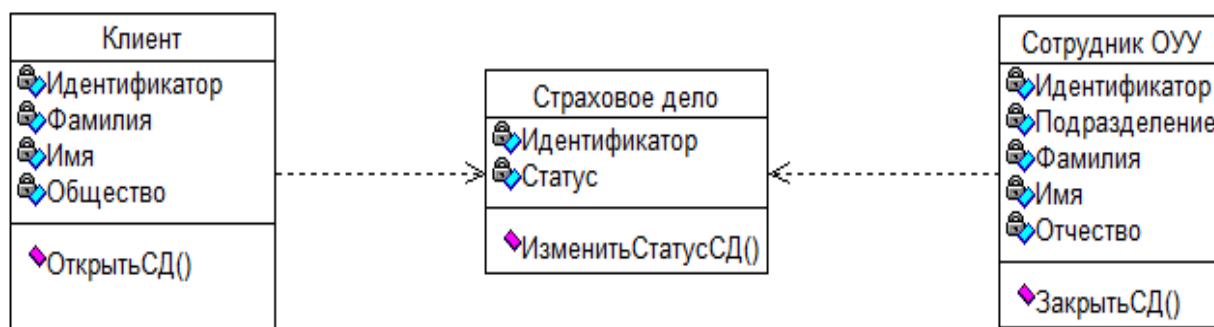 Клиент
Идентификатор
Фамилия
Имя
Общество
ОткрытьСД()
Страховое дело
Идентификатор
Статус
ИзменитьСтатусСД()
Сотрудник ОУУ
Идентификатор
Подразделение
Фамилия
Имя
Отчество
ЗакрытьСД()